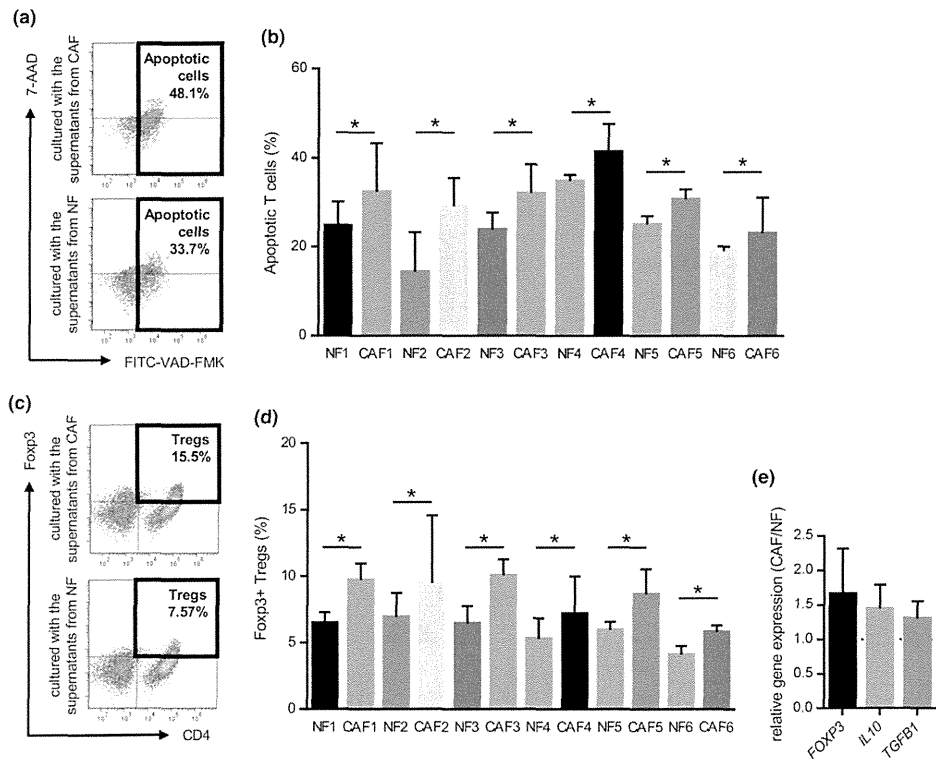 (a)
7-AAD
cultured with the
supernatants from CAF
Apoptotic
cells
48.1%
cultured with the
supernatants from NF
Apoptotic
cells
33.7%
FITC-VAD-FMK
(b)
Apoptotic T cells (%)
60
40
20
0
* * * * * *
NF1 CAF1 NF2 CAF2 NF3 CAF3 NF4 CAF4 NF5 CAF5 NF6 CAF6
(c)
Foxp3
cultured with the
supernatants from CAF
Tregs
15.5%
cultured with the
supernatants from NF
Tregs
7.57%
CD4
(d)
Foxp3+ Tregs (%)
20
15
10
5
0
* * * * * *
NF1 CAF1 NF2 CAF2 NF3 CAF3 NF4 CAF4 NF5 CAF5 NF6 CAF6
(e)
relative gene expression (CAF/NF)
2.5
2.0
1.5
1.0
0.5
0.0
FOXP3 IL10 TGFB1